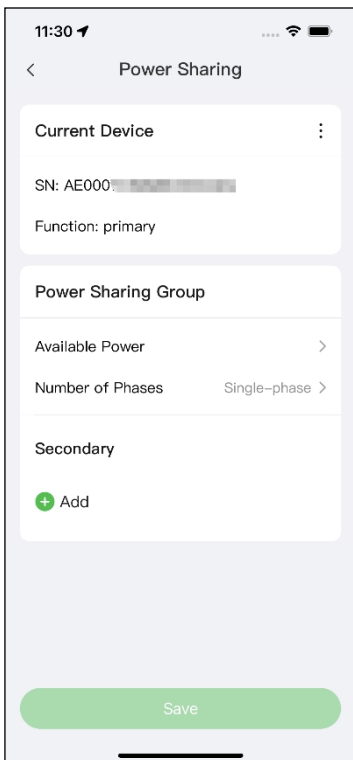 11:30
Power Sharing
Current Device
SN: AE000
Function: primary
Power Sharing Group
Available Power
Number of Phases Single-phase
Secondary
Add
Save